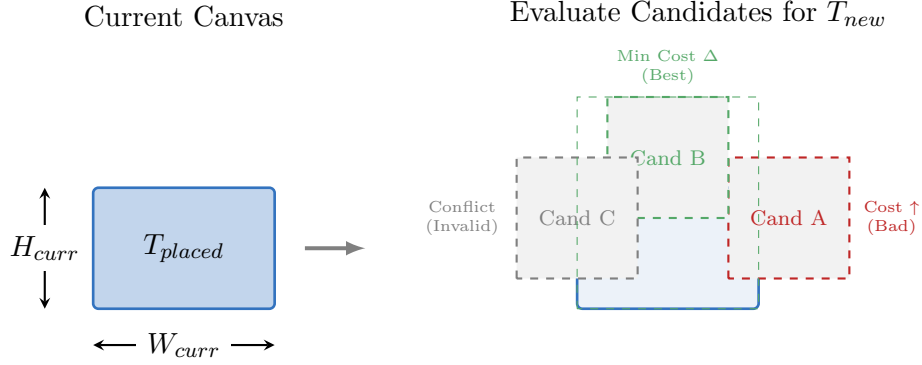 Current Canvas
Evaluate Candidates for T_new
Min Cost Δ
(Best)
Cand B
Conflict
(Invalid)
Cand C
Cand A
Cost ↑
(Bad)
H_curr
T_placed
W_curr